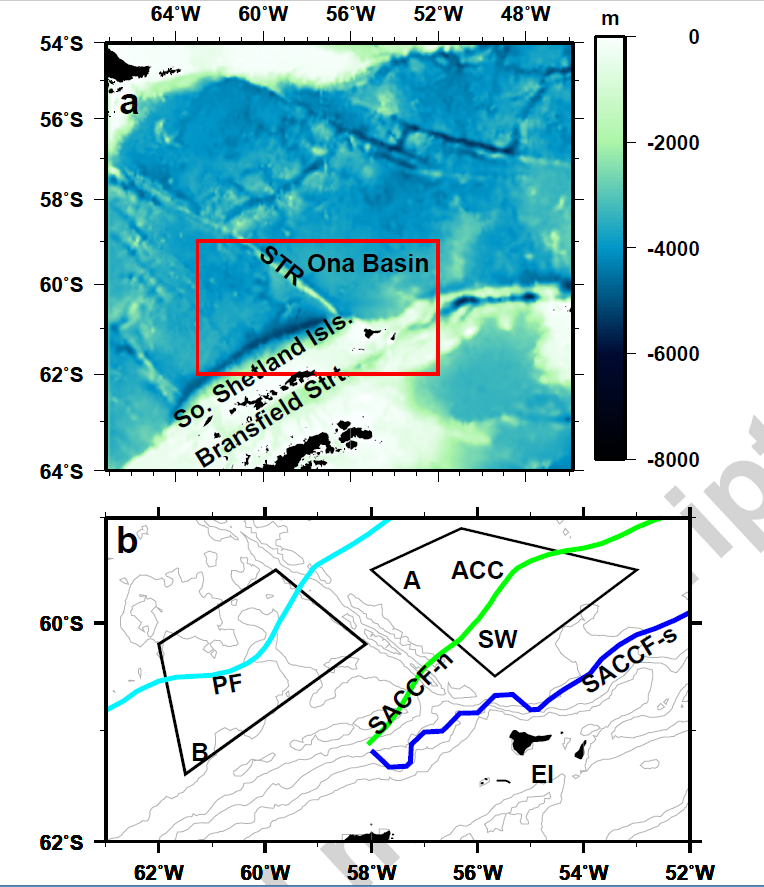 64°W 60°W 56°W 52°W 48°W m
54°S
56°S
58°S
60°S
62°S
64°S
a
STR Ona Basin
So. Shetland Isls.
Bransfield Strt.
0
-2000
-4000
-6000
-8000
b
A ACC
SW
PF
SACCF-n
SACCF-s
B
EI
60°S
62°S
62°W 60°W 58°W 56°W 54°W 52°W
ipt